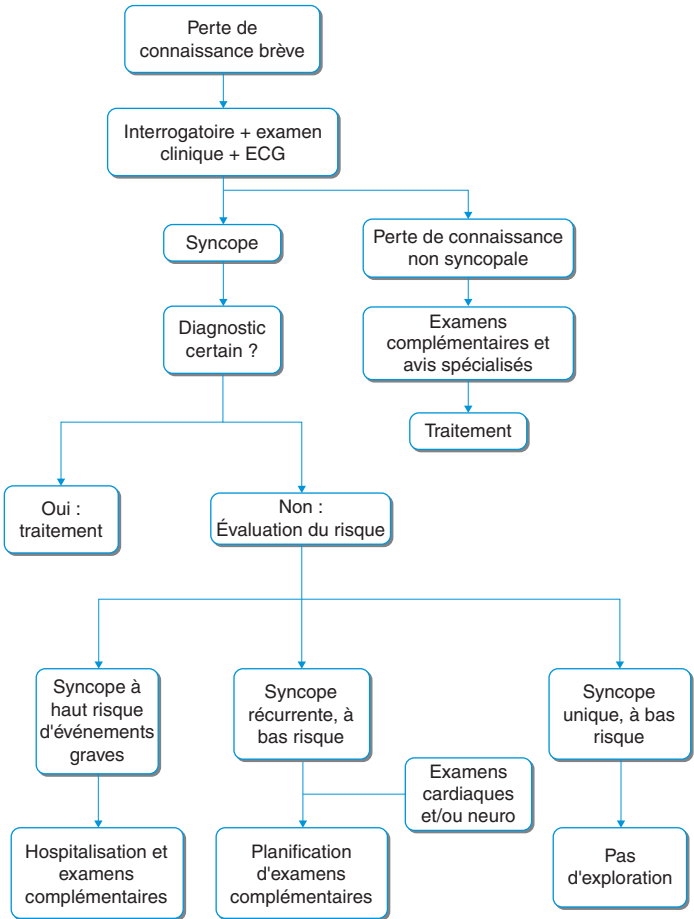 Perte de
connaissance brève
Interrogatoire + examen
clinique + ECG
Syncope
Perte de connaissance
non syncopale
Diagnostic
certain ?
Examens
complémentaires et
avis spécialisés
Traitement
Oui :
traitement
Non :
Évaluation du risque
Syncope à
haut risque
d'événements
graves
Syncope
récurrente, à
bas risque
Syncope
unique, à bas
risque
Examens
cardiaques
et/ou neuro
Hospitalisation et
examens
complémentaires
Planification
d'examens
complémentaires
Pas
d'exploration